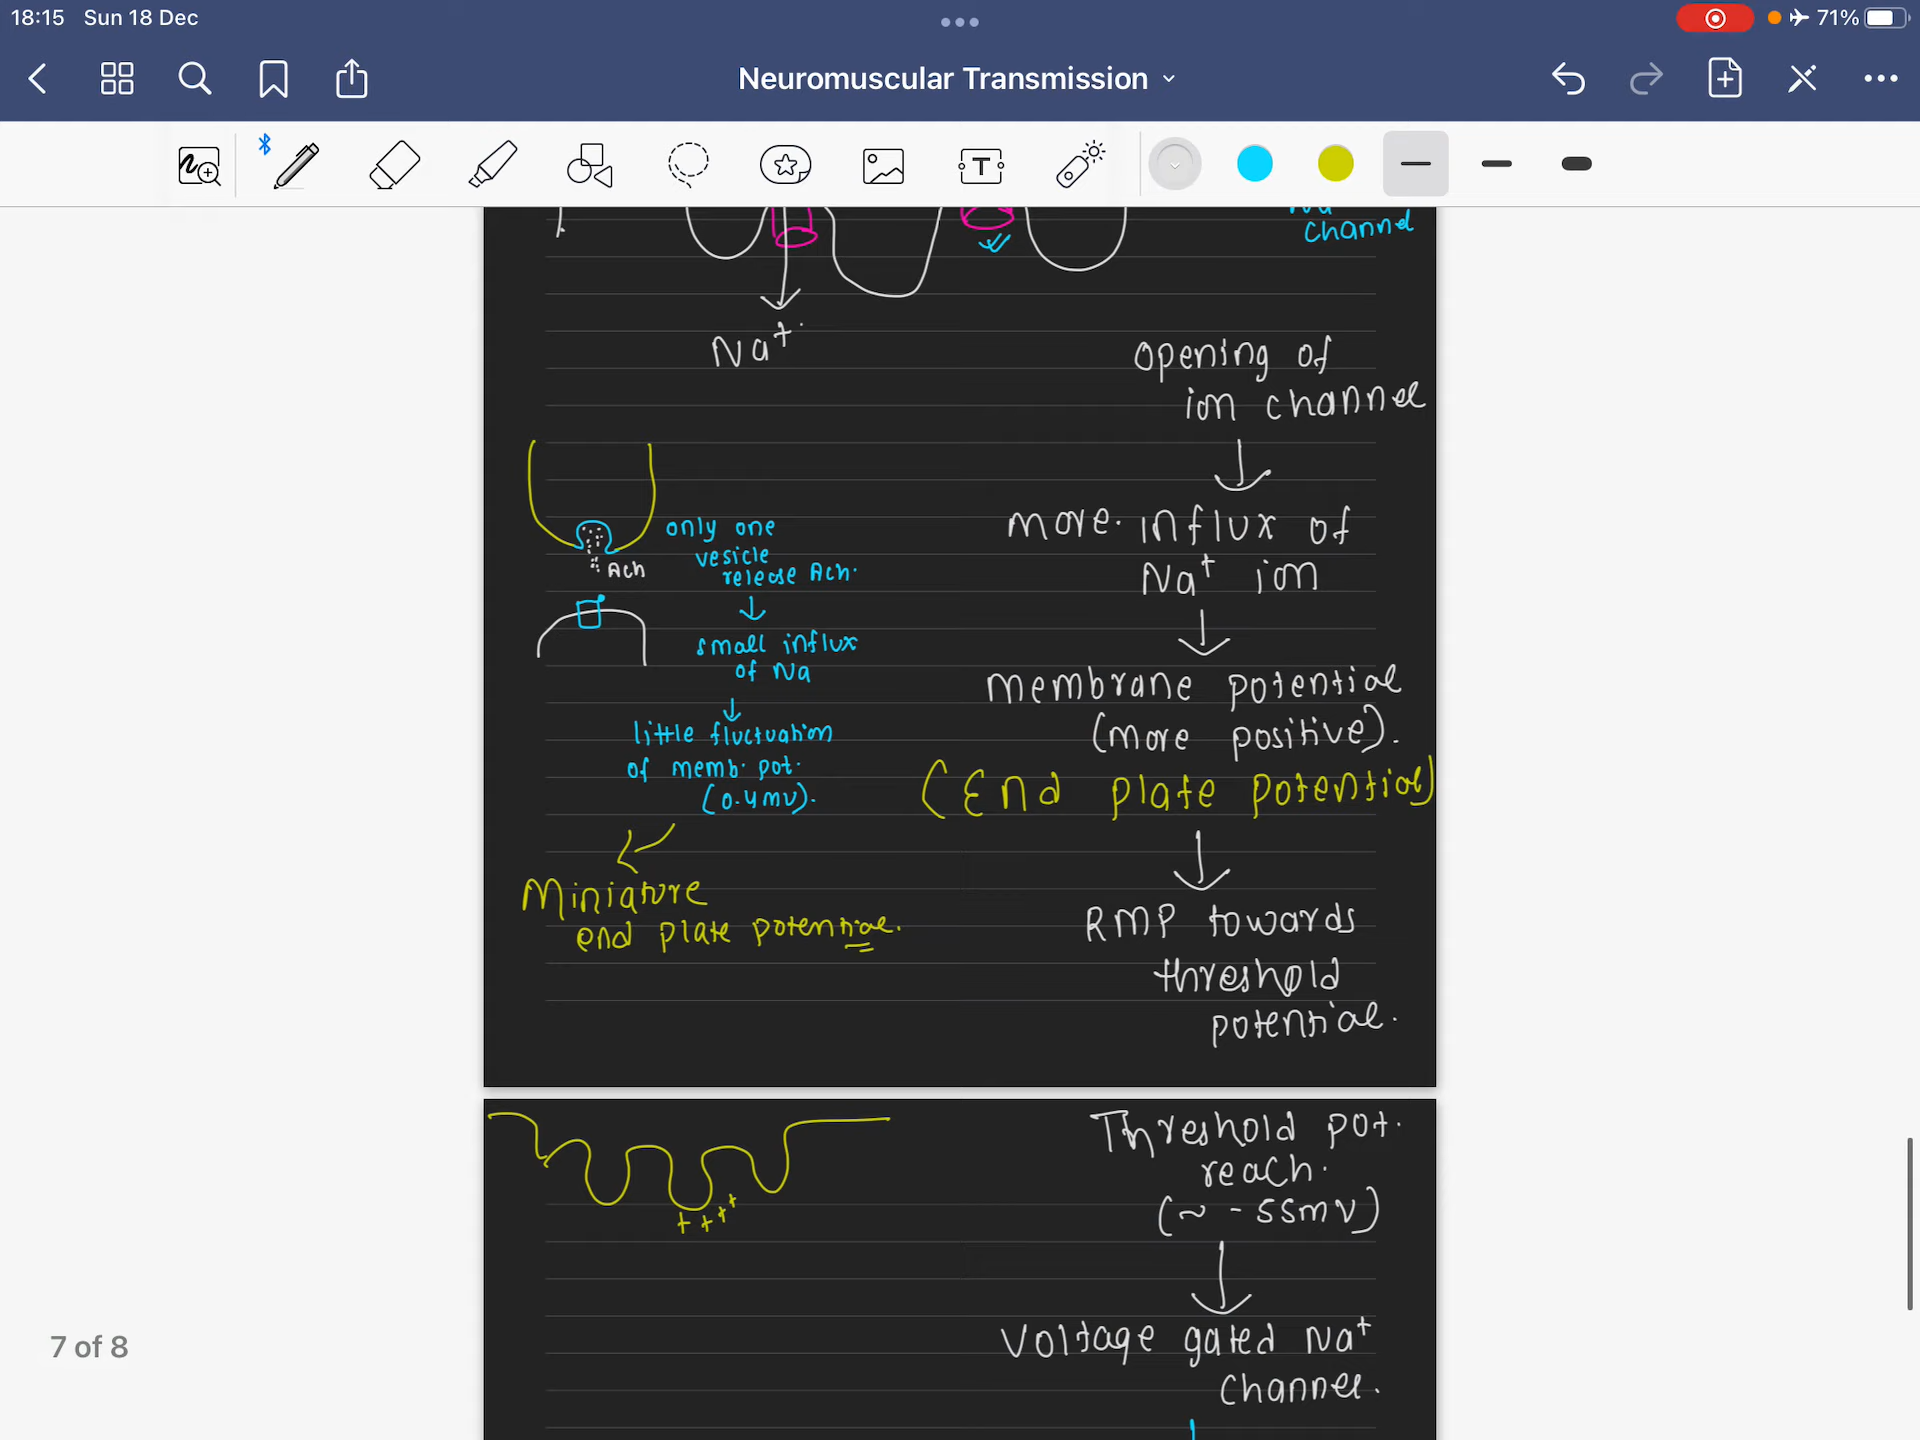 18:15 Sun 18 Dec
71%
Neuromuscular Transmission
T
Na
channel
Na+
Opening of
ion channel
more influx of
Na+ ion
membrane potential
(more positive).
(End plate potential)
RMP towards
threshold
potential.
Ach
only one
vesicle
release Ach.
small influx
of Na
little fluctuation
of memb. pot.
(0.4mv).
Miniature
end plate potential.
++++
Threshold pot.
reach.
(~ -55mv)
Voltage gated Na+
channel.
7 of 8